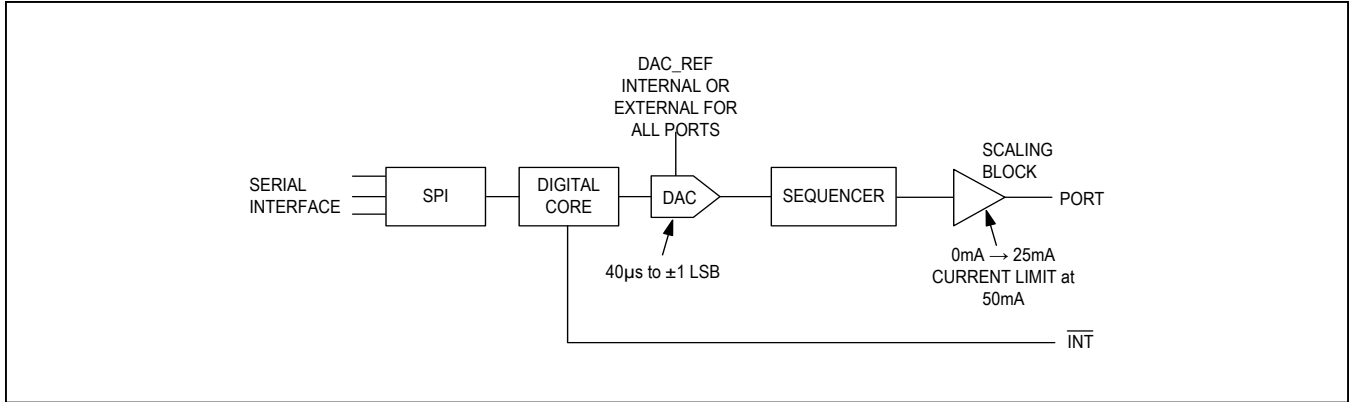 DAC_REF
INTERNAL OR
EXTERNAL FOR
ALL PORTS
SCALING
BLOCK
SERIAL
INTERFACE
SPI
DIGITAL
CORE
DAC
SEQUENCER
PORT
40µs to ±1 LSB
0mA → 25mA
CURRENT LIMIT at
50mA
INT